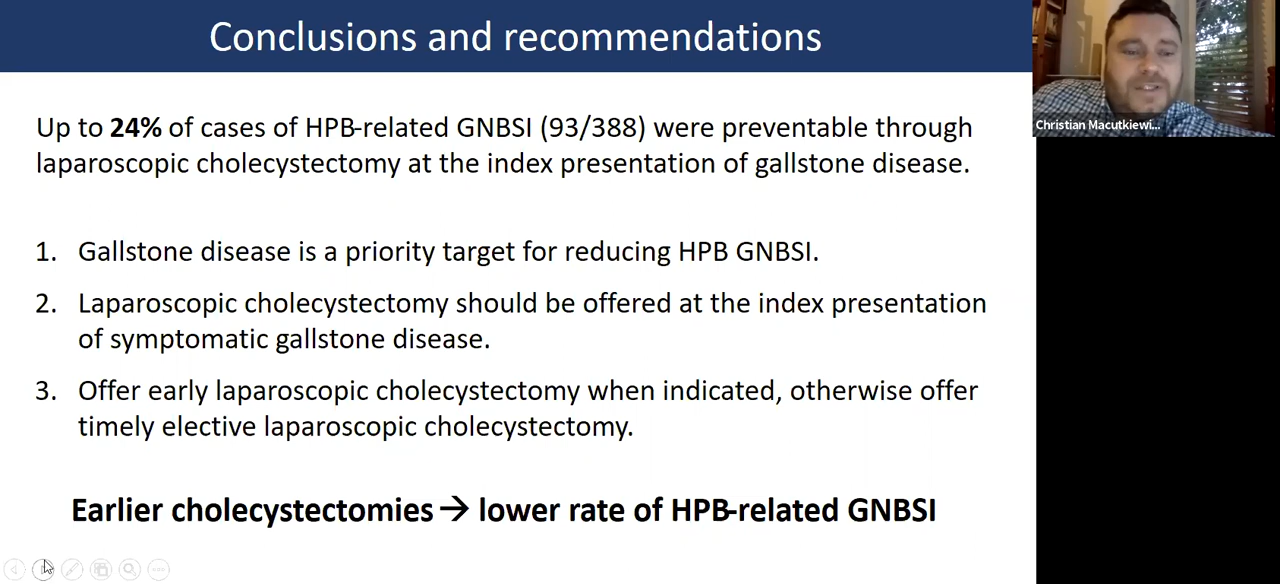 Conclusions and recommendations
Up to 24% of cases of HPB-related GNBSI (93/388) were preventable through
laparoscopic cholecystectomy at the index presentation of gallstone disease.
1. Gallstone disease is a priority target for reducing HPB GNBSI.
2. Laparoscopic cholecystectomy should be offered at the index presentation
of symptomatic gallstone disease.
3. Offer early laparoscopic cholecystectomy when indicated, otherwise offer
timely elective laparoscopic cholecystectomy.
Earlier cholecystectomies → lower rate of HPB-related GNBSI
Christian Macutkiewi...